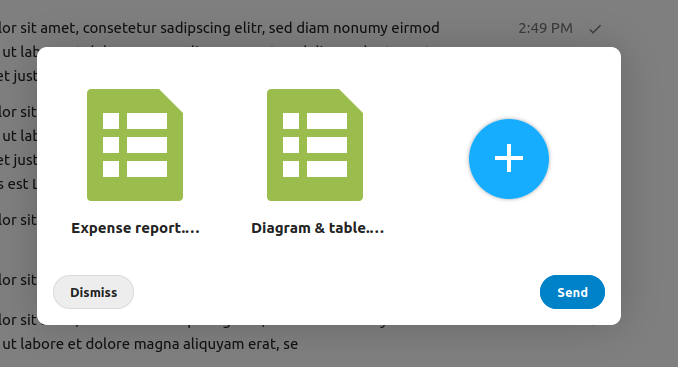 lor sit amet, consetetur sadipscing elitr, sed diam nonumy eirmod
2:49 PM
ut
et just
Expense report.…
Diagram & table.…
lor sit
ut
et just
s est
lor sit
lor sit
Dismiss
Send
lor sit
ut labore et dolore magna aliquyam erat, se